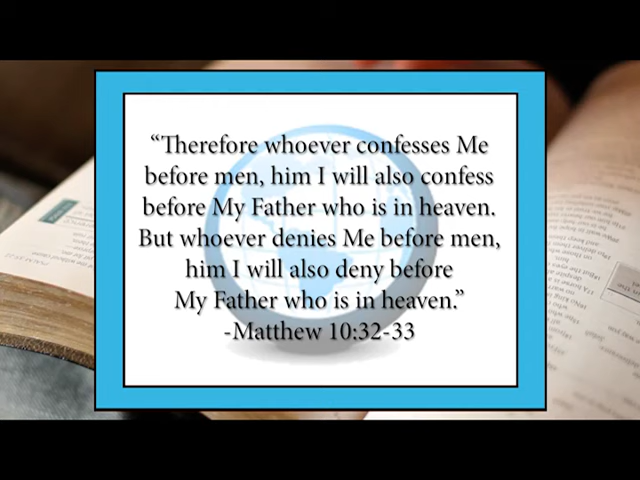 “Therefore whoever confesses Me
before men, him I will also confess
before My Father who is in heaven.
But whoever denies Me before men,
him I will also deny before
My Father who is in heaven.”
-Matthew 10:32-33